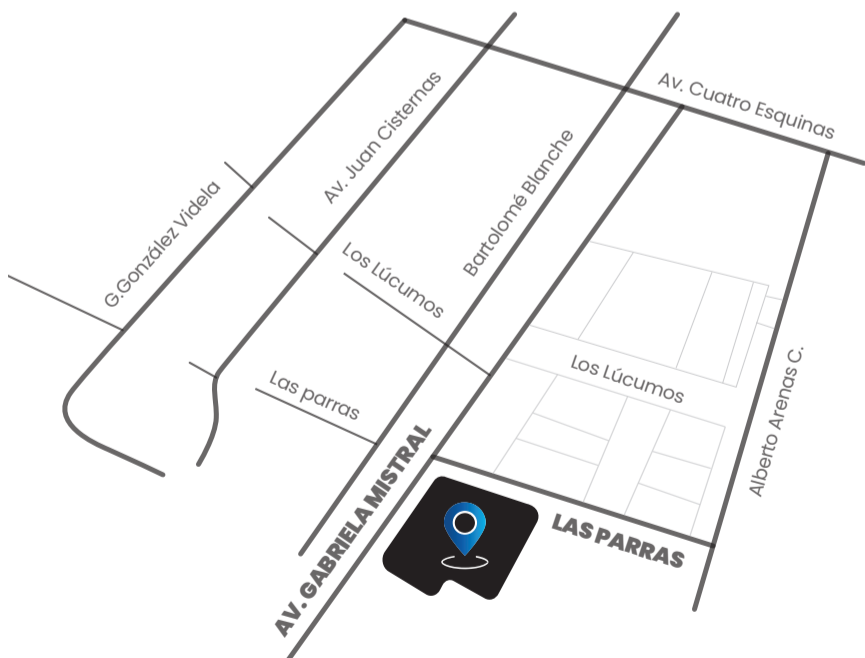 Av. Cuatro Esquinas
Av. Juan Cisternas
Bartolomé Blanche
G.González Videla
Los Lúcumos
Los Lúcumos
Alberto Arenas C.
Las parras
AV. GABRIELA MISTRAL
LAS PARRAS